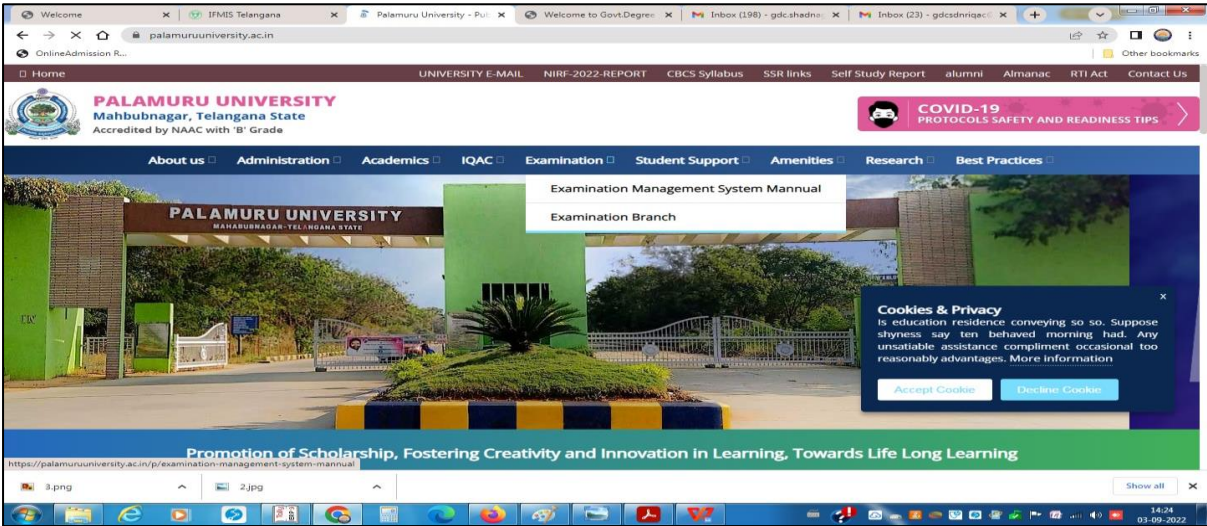 Welcome
IFMIS Telangana
Palamuru University - Pub
Welcome to Govt.Degree
Inbox (198) - gdc.shadna
Inbox (23) - gdcsdnriqac
palamuruuniversity.ac.in
OnlineAdmission R...
Other bookmarks
Home
UNIVERSITY E-MAIL
NIRF-2022-REPORT
CBCS Syllabus
SSR links
Self Study Report
alumni
Almanac
RTI Act
Contact Us
PALAMURU UNIVERSITY
Mahbubnagar, Telangana State
Accredited by NAAC with 'B' Grade
COVID-19
PROTOCOLS SAFETY AND READINESS TIPS
About us
Administration
Academics
IQAC
Examination
Student Support
Amenities
Research
Best Practices
Examination Management System Mannual
Examination Branch
PALAMURU UNIVERSITY
MAHABUBNAGAR-TELANGANA STATE
Cookies & Privacy
Is education residence conveying so so. Suppose
shyness say ten behaved morning had. Any
unsatiable assistance compliment occasional too
reasonably advantages. More information
Accept Cookie
Decline Cookie
Promotion of Scholarship, Fostering Creativity and Innovation in Learning, Towards Life Long Learning
https://palamuruuniversity.ac.in/p/examination-management-system-mannual
3.png
2.jpg
Show all
14:24
03-09-2022